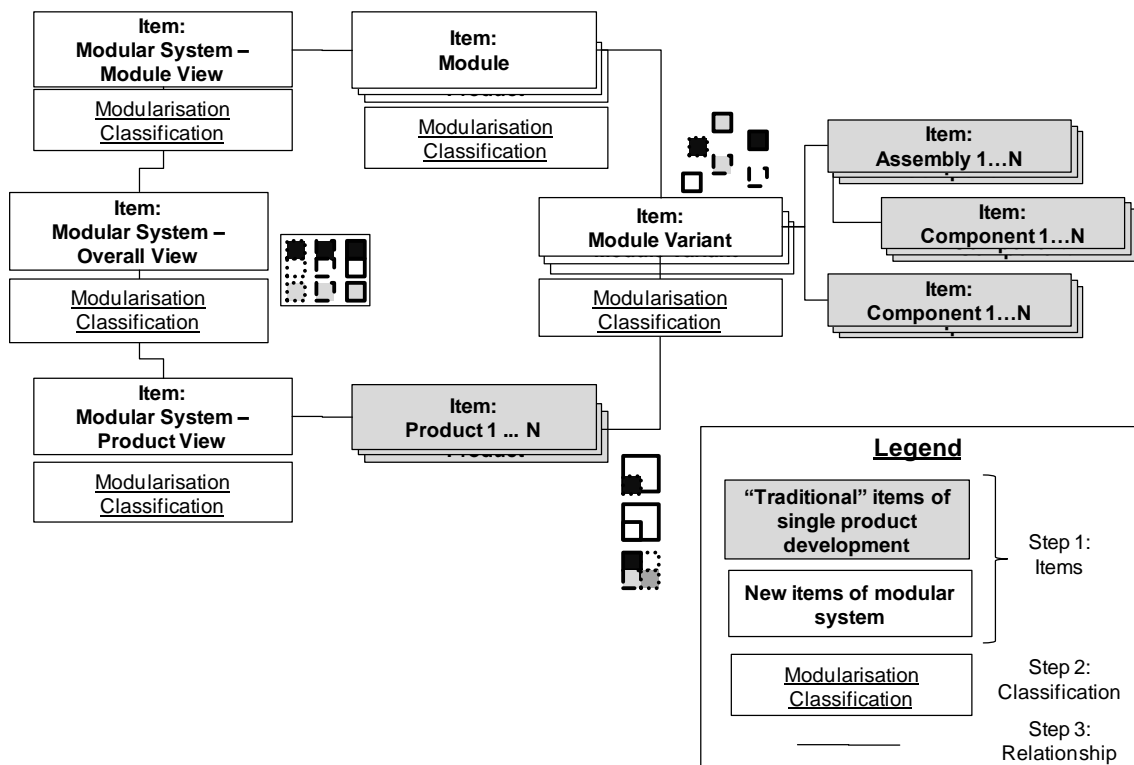 Item:
Modular System –
Module View
Modularisation
Classification
Item:
Module
Product
Modularisation
Classification
Item:
Modular System –
Overall View
Modularisation
Classification
Item:
Module Variant
Modularisation
Classification
Item:
Assembly 1…N
Item:
Component 1…N
Item:
Component 1…N
Item:
Modular System –
Product View
Modularisation
Classification
Item:
Product 1 ... N
Product
Legend
“Traditional” items of
single product
development
New items of modular
system
Step 1:
Items
Modularisation
Classification
Step 2:
Classification
Step 3:
Relationship